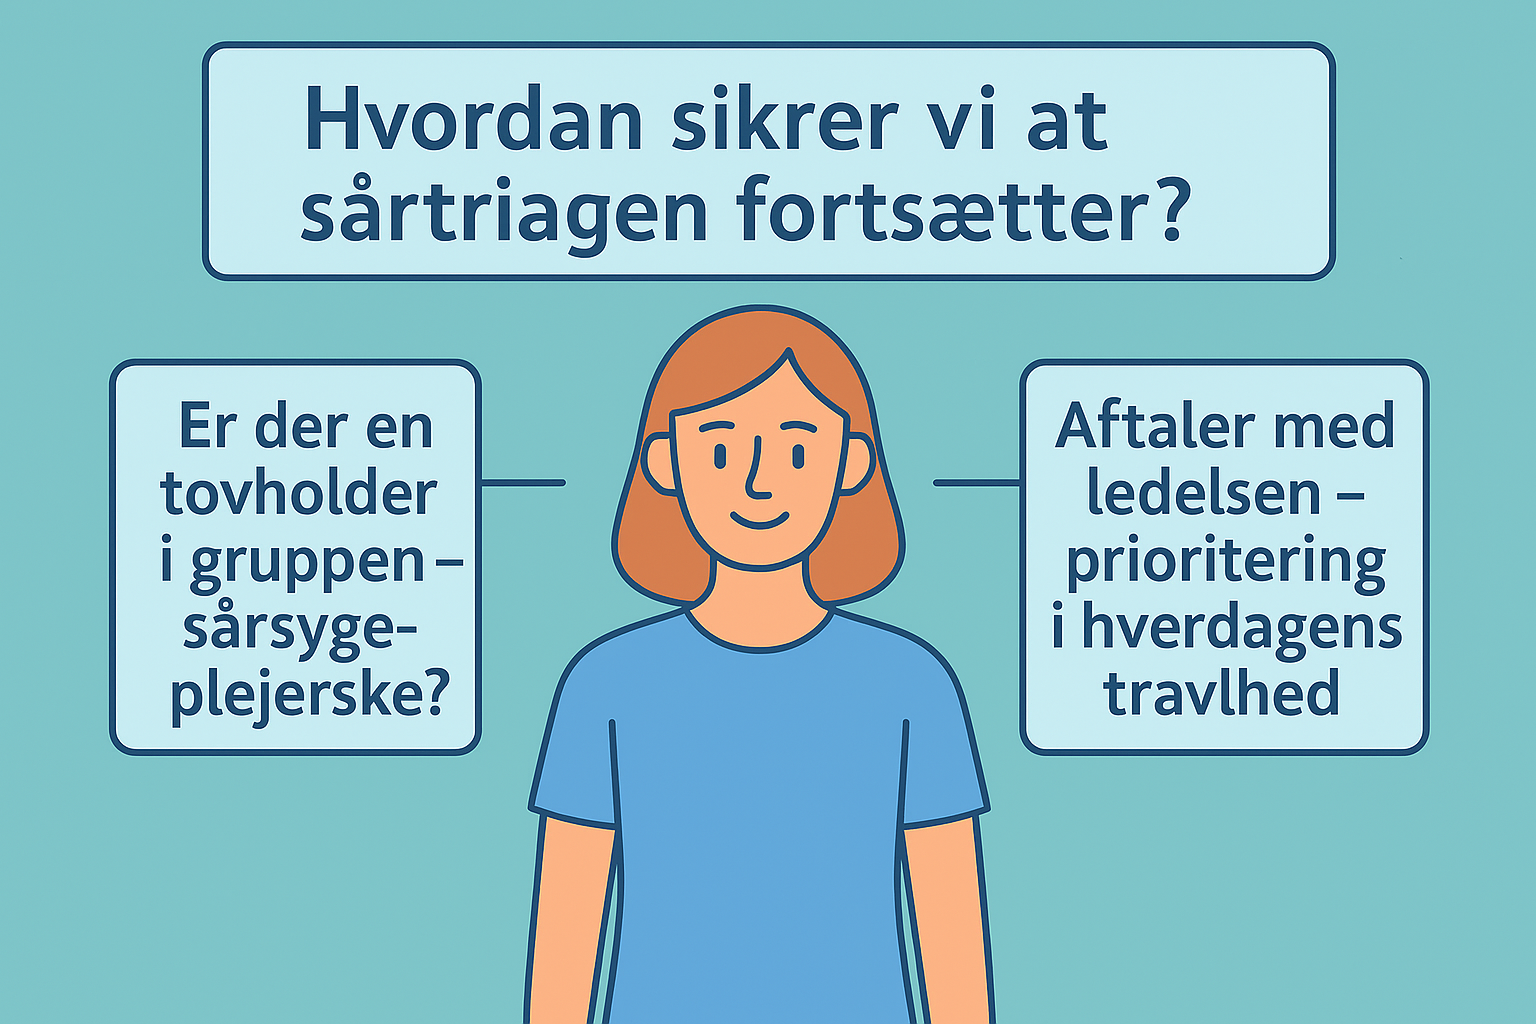 Hvordan sikrer vi at
sårtriagen fortsætter?
Er der en
tovholder
i gruppen –
sårsyge-
plejerske?
Aftaler med
ledelsen –
prioritering
i hverdagens
travlhed